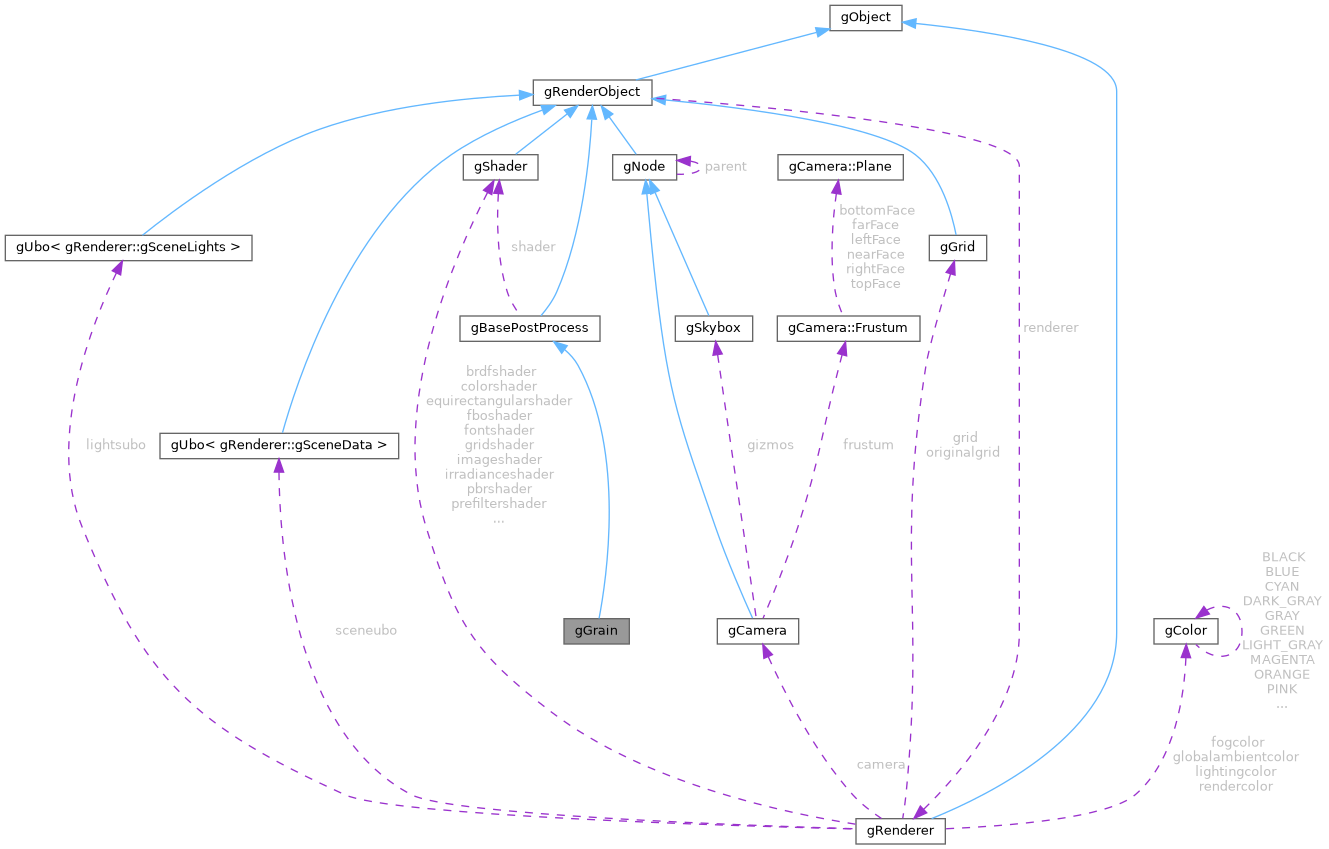 gObject
gRenderObject
gShader
gNode
parent
gCamera::Plane
bottomFace
farFace
leftFace
nearFace
rightFace
topFace
gUbo< gRenderer::gSceneLights >
shader
gGrid
gBasePostProcess
gSkybox
gCamera::Frustum
renderer
brdfshader
colorshader
equirectangularshader
fboshader
fontshader
gridshader
imageshader
irradianceshader
pbrshader
prefiltershader
...
lightsubo
gUbo< gRenderer::gSceneData >
gizmos
frustum
grid
originalgrid
BLACK
BLUE
CYAN
DARK_GRAY
GRAY
GREEN
LIGHT_GRAY
MAGENTA
ORANGE
PINK
...
sceneubo
gGrain
gCamera
gColor
camera
fogcolor
globalambientcolor
lightingcolor
rendercolor
gRenderer